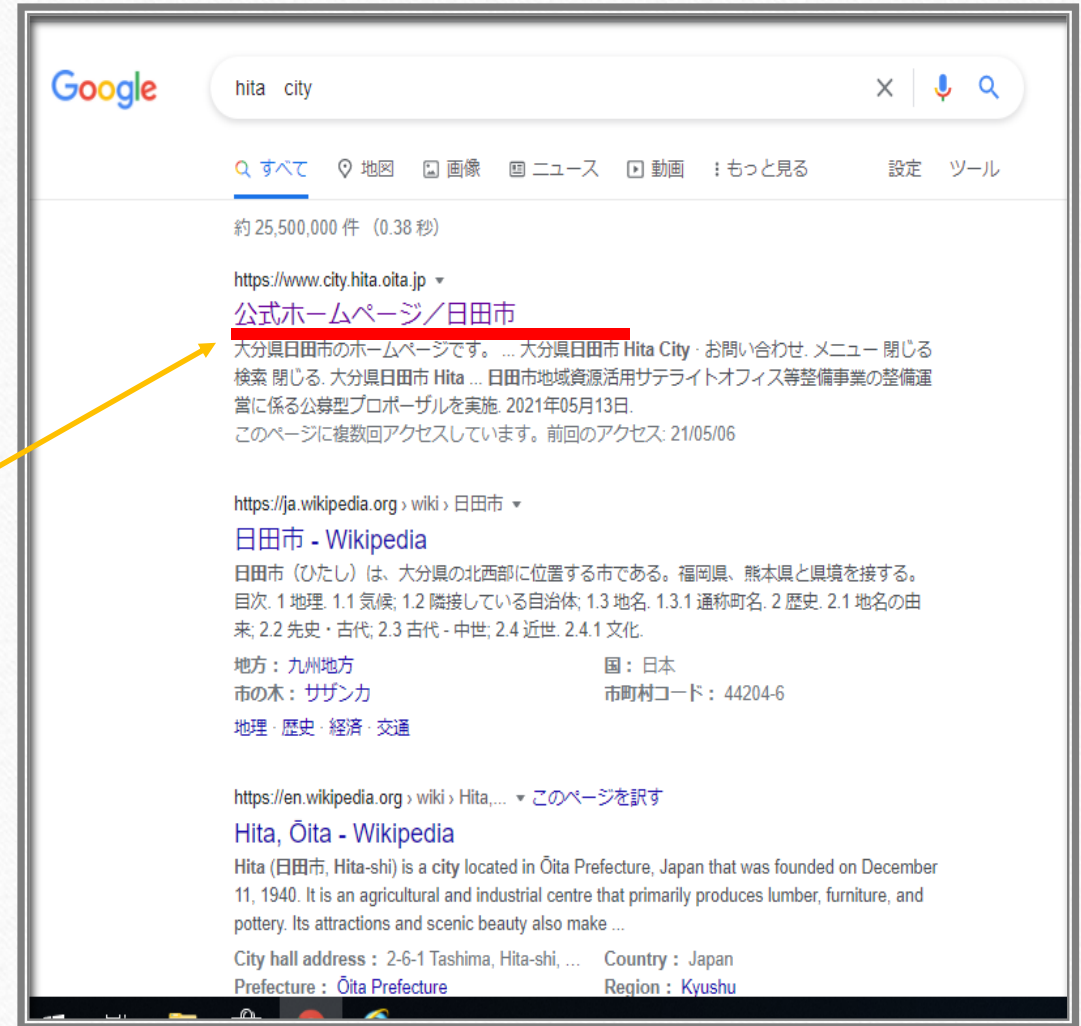 Google
hita city
すべて 地図 画像 ニュース 動画 もっと見る 設定 ツール
約 25,500,000 件 （0.38 秒）
https://www.city.hita.oita.jp
公式ホームページ／日田市
大分県日田市のホームページです。 ... 大分県日田市 Hita City · お問い合わせ. メニュー 閉じる
検索 閉じる. 大分県日田市 Hita ... 日田市地域資源活用サテライトオフィス等整備事業の整備運
営に係る公募型プロポーザルを実施. 2021年05月13日.
このページに複数回アクセスしています。前回のアクセス: 21/05/06
https://ja.wikipedia.org › wiki › 日田市
日田市 - Wikipedia
日田市（ひたし）は、大分県の北西部に位置する市である。福岡県、熊本県と県境を接する。
目次. 1 地理. 1.1 気候; 1.2 隣接している自治体; 1.3 地名. 1.3.1 通称町名. 2 歴史. 2.1 地名の由
来; 2.2 先史・古代; 2.3 古代 - 中世; 2.4 近世. 2.4.1 文化.
地方： 九州地方 国： 日本
市の木： サザンカ 市町村コード： 44204-6
地理 · 歴史 · 経済 · 交通
https://en.wikipedia.org › wiki › Hita,... このページを訳す
Hita, Ōita - Wikipedia
Hita (日田市, Hita-shi) is a city located in Ōita Prefecture, Japan that was founded on December
11, 1940. It is an agricultural and industrial centre that primarily produces lumber, furniture, and
pottery. Its attractions and scenic beauty also make ...
City hall address： 2-6-1 Tashima, Hita-shi, ... Country： Japan
Prefecture： Ōita Prefecture Region： Kyushu